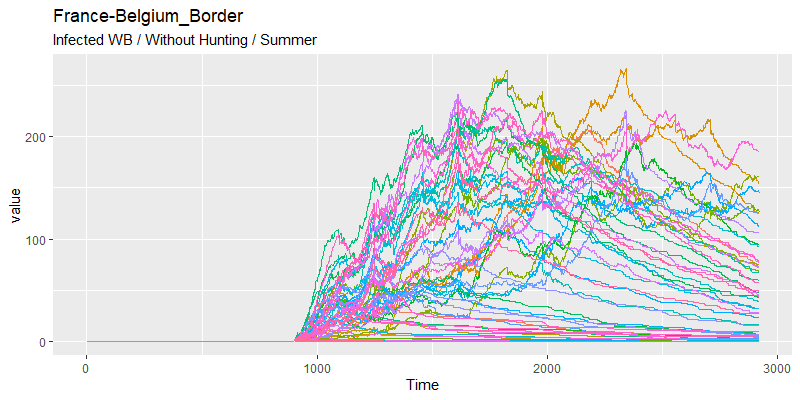 France-Belgium_Border
Infected WB / Without Hunting / Summer
value
200
100
0
0
1000
2000
3000
Time